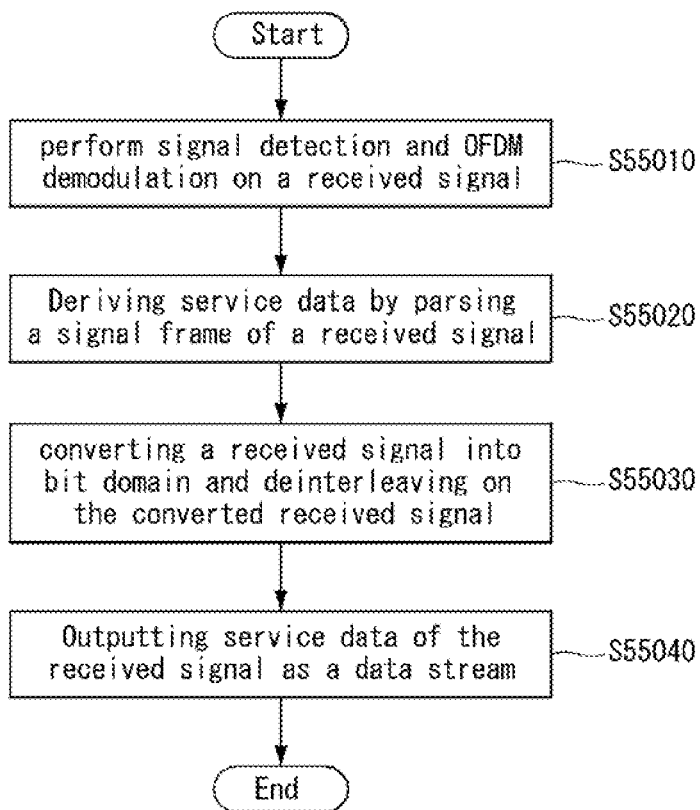 Start
perform signal detection and OFDM
demodulation on a received signal
S55010
Deriving service data by parsing
a signal frame of a received signal
S55020
converting a received signal into
bit domain and deinterleaving on
the converted received signal
S55030
Outputting service data of the
received signal as a data stream
S55040
End